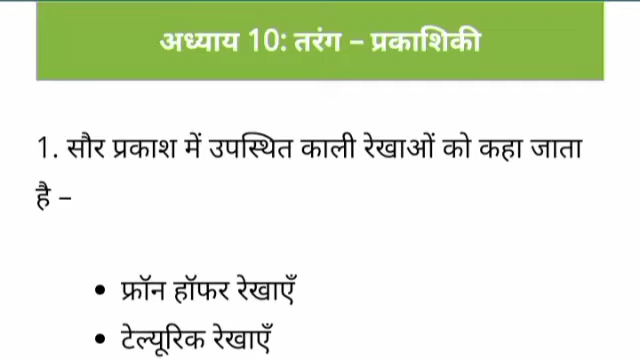 अध्याय 10: तरंग – प्रकाशिकी
1. सौर प्रकाश में उपस्थित काली रेखाओं को कहा जाता
है –
• फ्रॉन हॉफर रेखाएँ
• टेल्यूरिक रेखाएँ